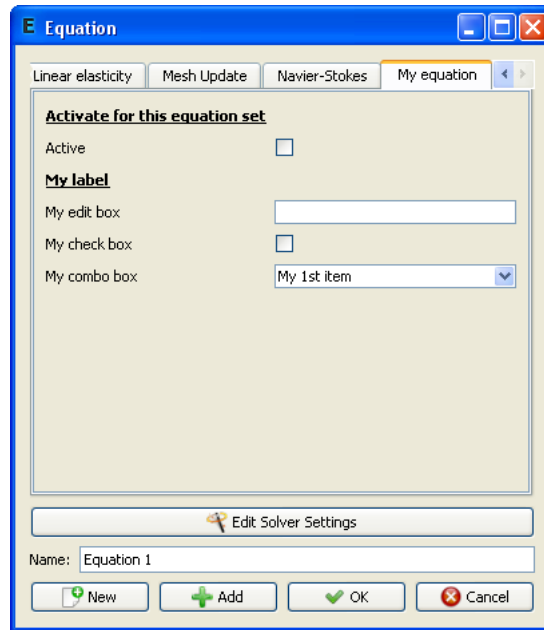 E Equation
Linear elasticity Mesh Update Navier-Stokes My equation
Activate for this equation set
Active
My label
My edit box
My check box
My combo box My 1st item
Edit Solver Settings
Name: Equation 1
New Add OK Cancel